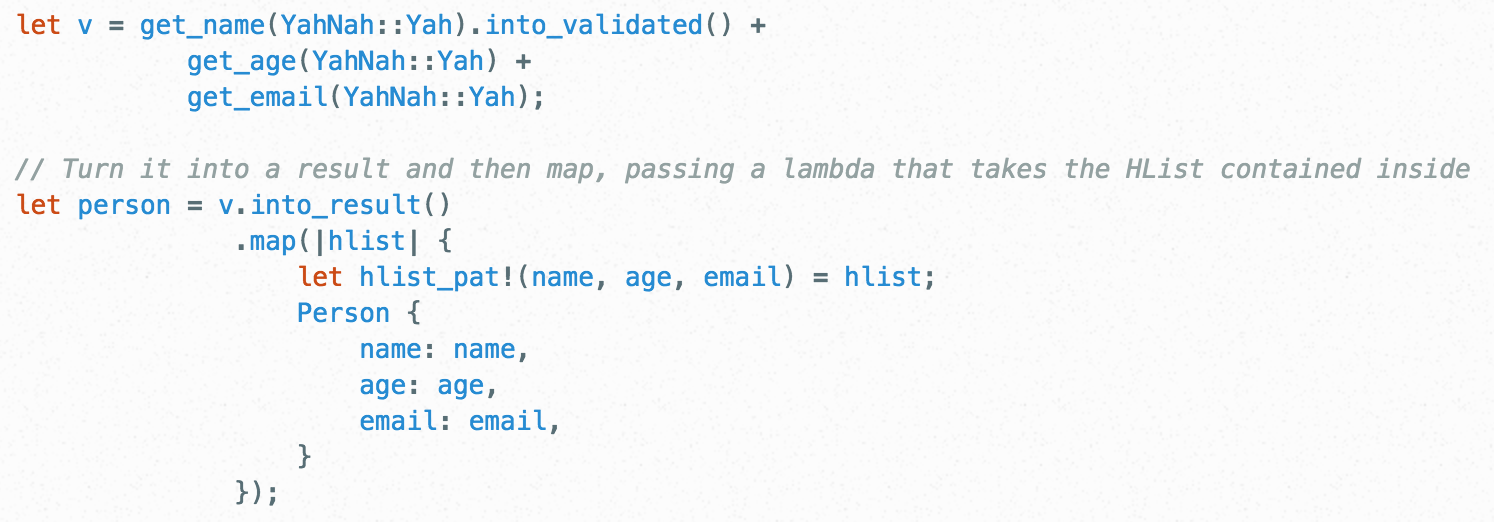 let v = get_name(YahNah::Yah).into_validated() +
           get_age(YahNah::Yah) +
           get_email(YahNah::Yah);

// Turn it into a result and then map, passing a lambda that takes the HList contained inside
let person = v.into_result()
              .map(|hlist| {
                  let hlist_pat!(name, age, email) = hlist;
                  Person {
                      name: name,
                      age: age,
                      email: email,
                  }
              });